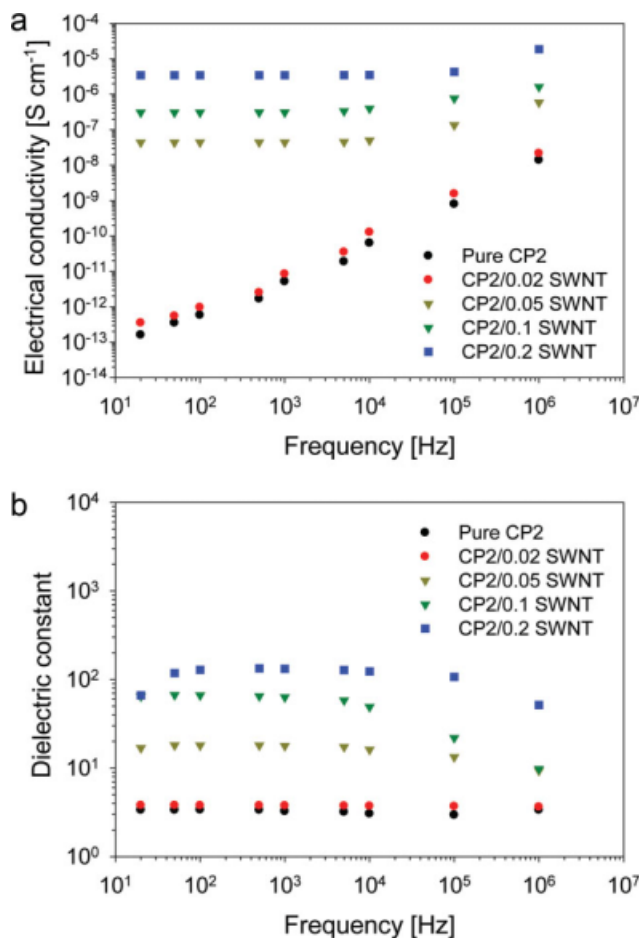 a
Electrical conductivity [S cm⁻¹]
10⁻⁴
10⁻⁵
10⁻⁶
10⁻⁷
10⁻⁸
10⁻⁹
10⁻¹⁰
10⁻¹¹
10⁻¹²
10⁻¹³
10⁻¹⁴
Pure CP2
CP2/0.02 SWNT
CP2/0.05 SWNT
CP2/0.1 SWNT
CP2/0.2 SWNT
10¹ 10² 10³ 10⁴ 10⁵ 10⁶ 10⁷
Frequency [Hz]
b
Dielectric constant
10⁴
10³
10²
10¹
10⁰
Pure CP2
CP2/0.02 SWNT
CP2/0.05 SWNT
CP2/0.1 SWNT
CP2/0.2 SWNT
10¹ 10² 10³ 10⁴ 10⁵ 10⁶ 10⁷
Frequency [Hz]